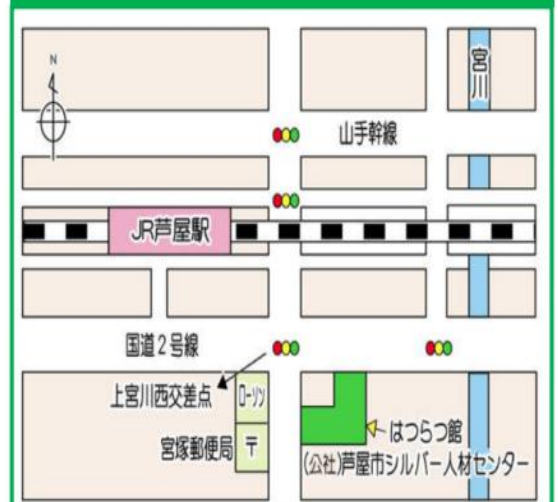 N
宮川
山手幹線
JR芦屋駅
国道2号線
上宮川西交差点
ローソン
宮塚郵便局
〒
はつらつ館
(公社)芦屋市シルバー人材センター